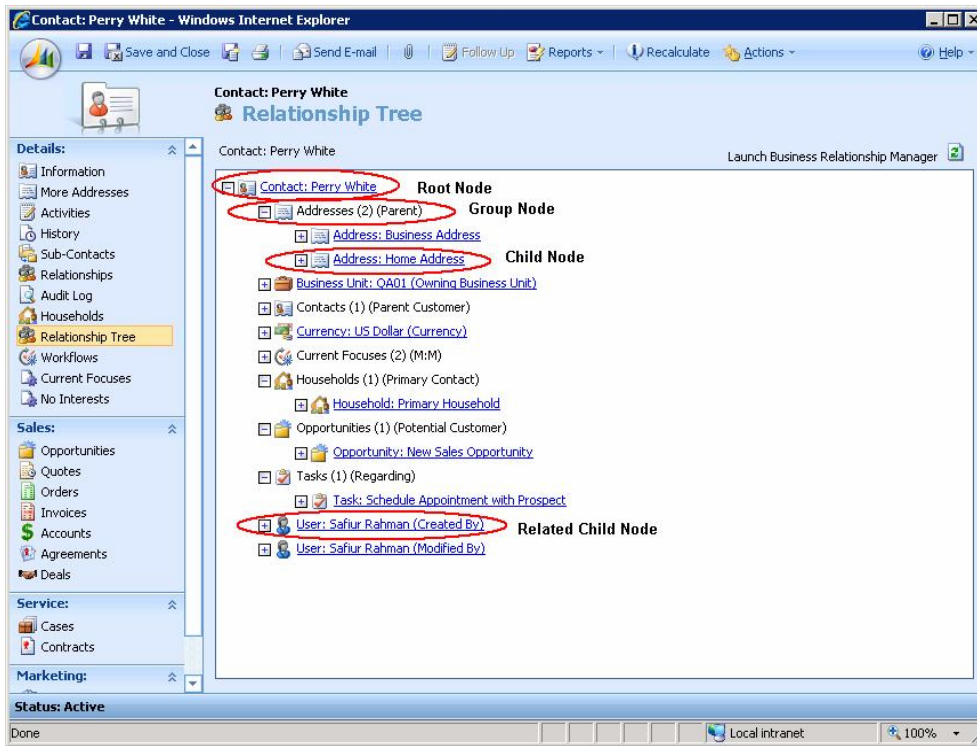 Contact: Perry White - Windows Internet Explorer
Save and Close Send E-mail Follow Up Reports Recalculate Actions Help
Contact: Perry White
Relationship Tree
Details:
Information
More Addresses
Activities
History
Sub-Contacts
Relationships
Audit Log
Households
Relationship Tree
Workflows
Current Focuses
No Interests
Sales:
Opportunities
Quotes
Orders
Invoices
Accounts
Agreements
Deals
Service:
Cases
Contracts
Marketing:
Contact: Perry White
Launch Business Relationship Manager
Contact: Perry White Root Node
Addresses (2) (Parent) Group Node
Address: Business Address
Address: Home Address Child Node
Business Unit: QA01 (Owning Business Unit)
Contacts (1) (Parent Customer)
Currency: US Dollar (Currency)
Current Focuses (2) (M:M)
Households (1) (Primary Contact)
Household: Primary Household
Opportunities (1) (Potential Customer)
Opportunity: New Sales Opportunity
Tasks (1) (Regarding)
Task: Schedule Appointment with Prospect
User: Safiur Rahman (Created By) Related Child Node
User: Safiur Rahman (Modified By)
Status: Active
Done Local intranet 100%